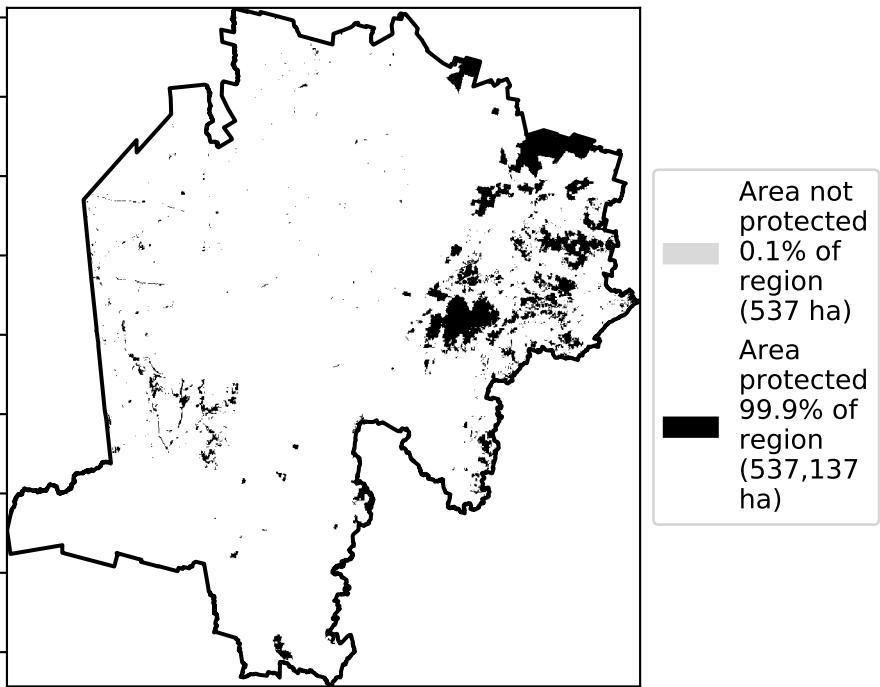 Area not
protected
0.1% of
region
(537 ha)
Area
protected
99.9% of
region
(537,137
ha)